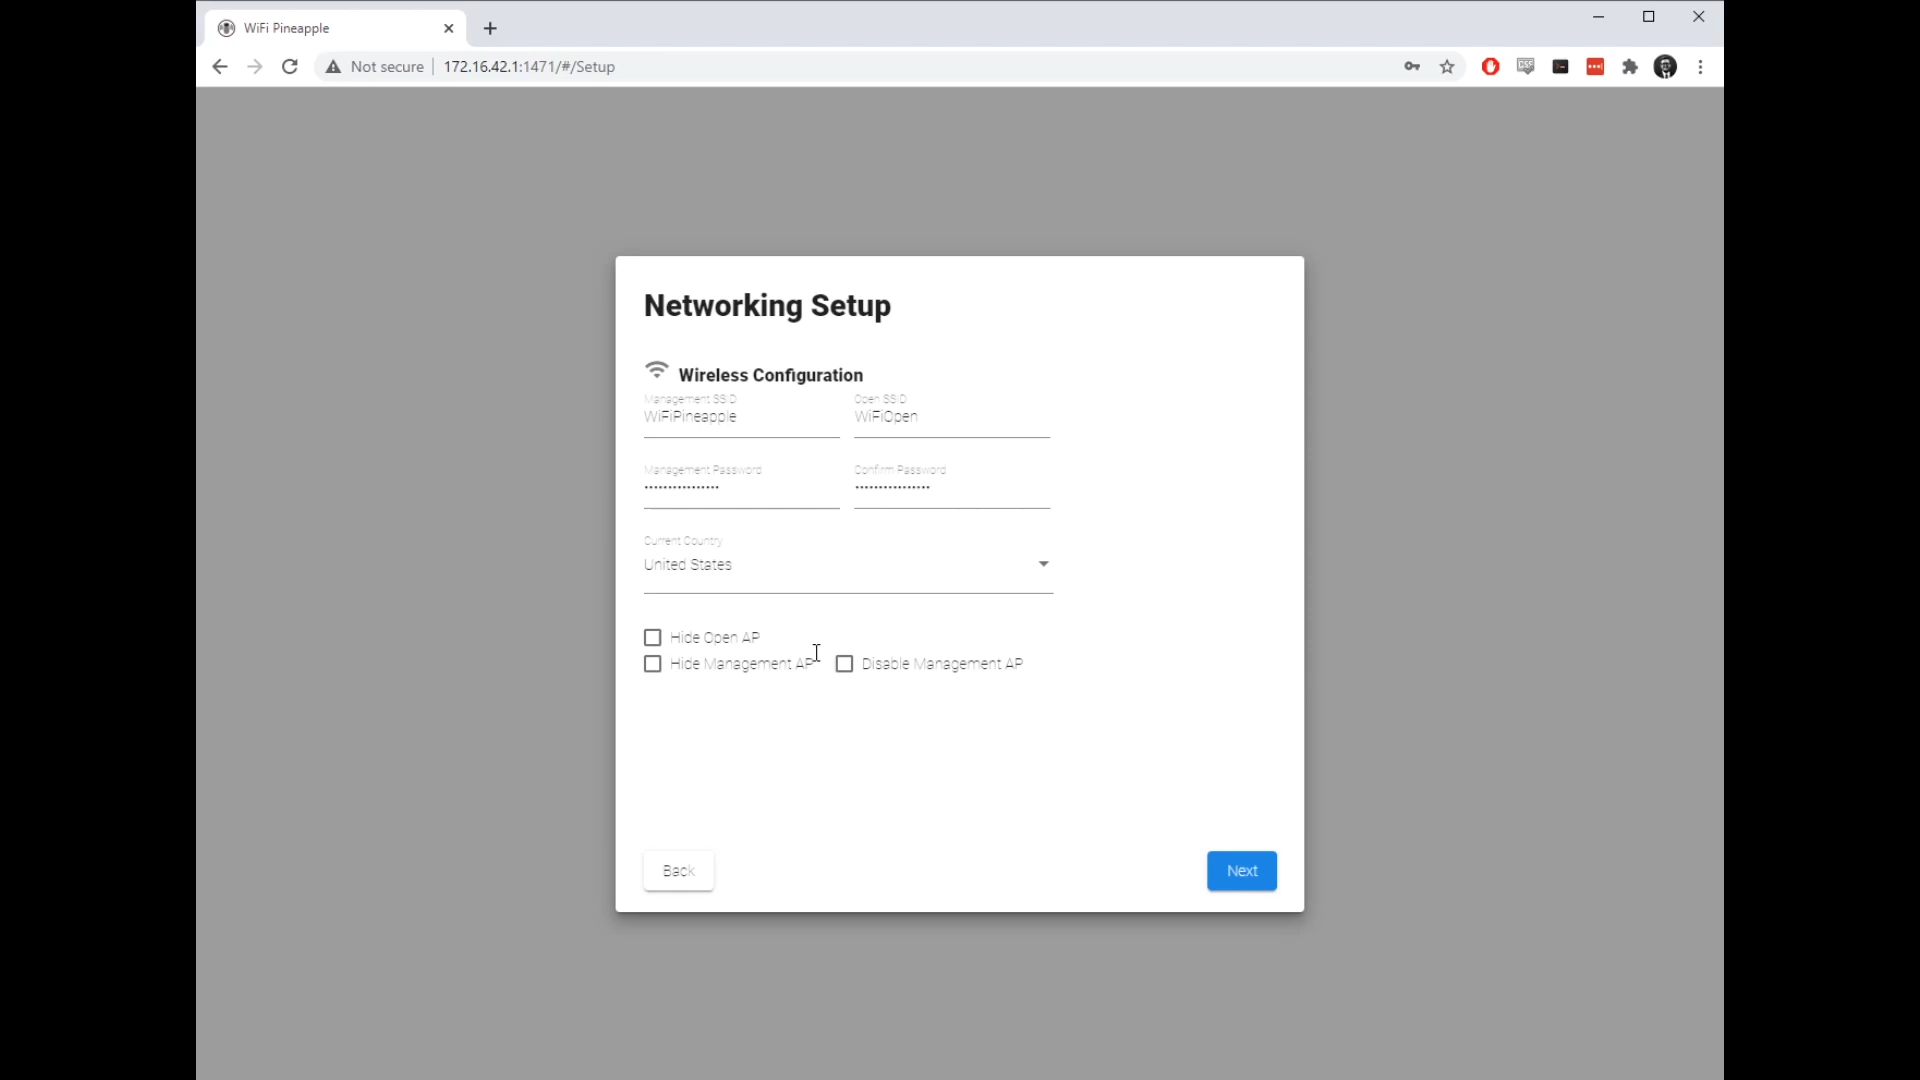 WiFi Pineapple
Not secure | 172.16.42.1:1471/#/Setup
Networking Setup
Wireless Configuration
Management SSID Open SSID
WiFiPineapple WiFiOpen
Management Password Confirm Password
•••••••••••••••• ••••••••••••••••
Current Country
United States
Hide Open AP
Hide Management AP Disable Management AP
Back Next